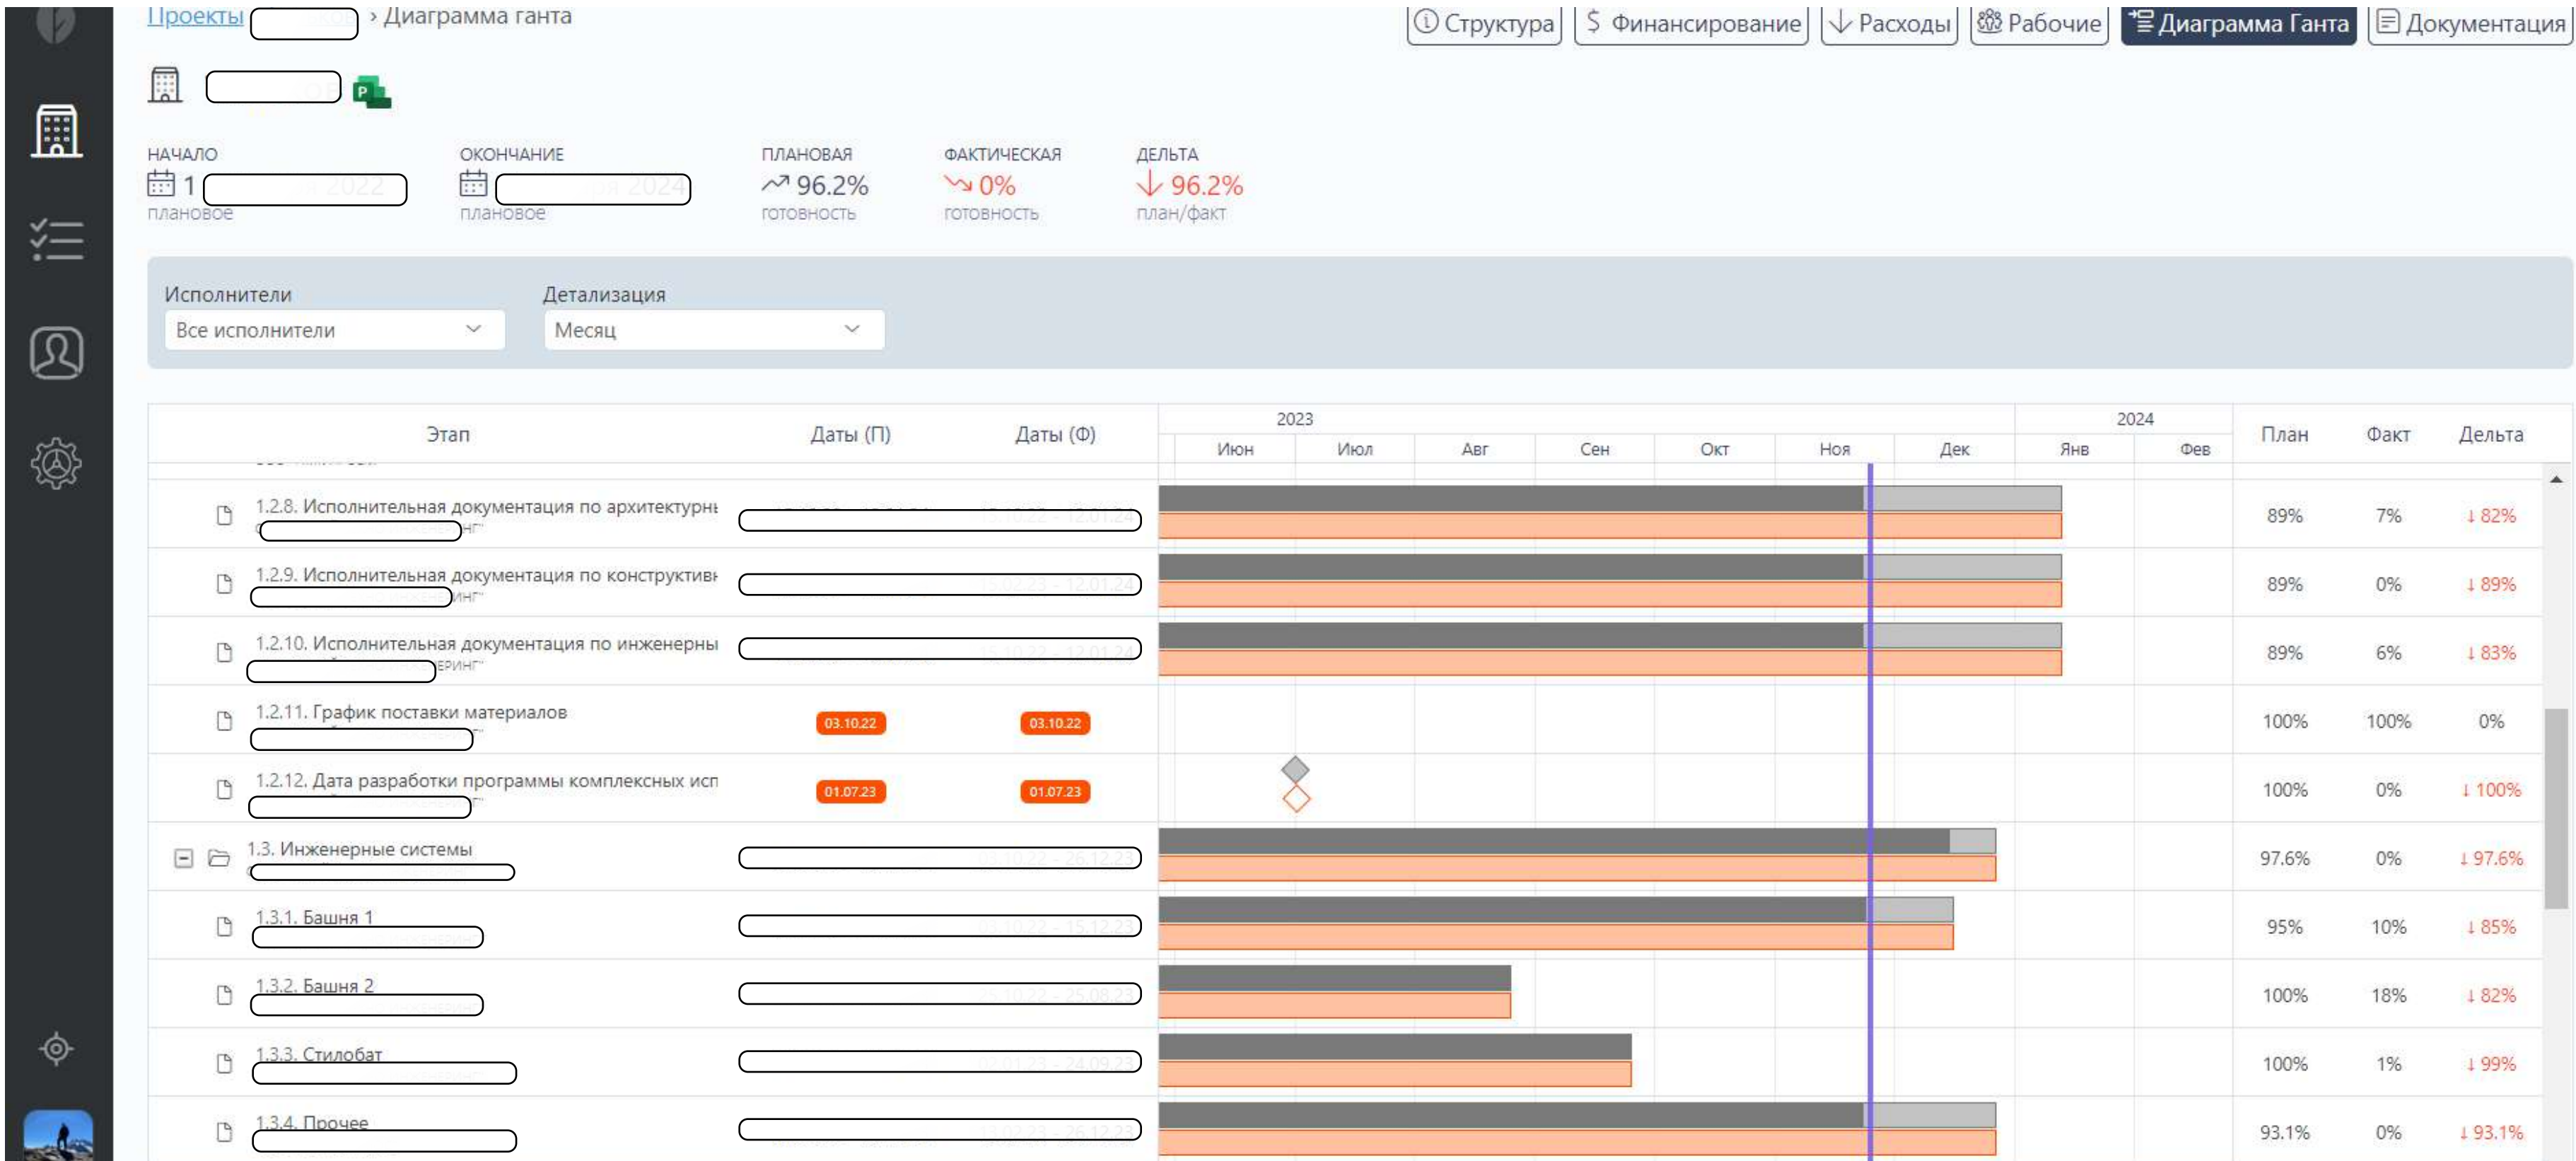 Проекты › Диаграмма ганта
Структура
$ Финансирование
Расходы
Рабочие
Диаграмма Ганта
Документация
P
НАЧАЛО
1
плановое
ОКОНЧАНИЕ
плановое
ПЛАНОВАЯ
96.2%
готовность
ФАКТИЧЕСКАЯ
0%
готовность
ДЕЛЬТА
↓ 96.2%
план/факт
Исполнители
Все исполнители
Детализация
Месяц
Этап Даты (П) Даты (Ф) 2023 2024 План Факт Дельта
Июн Июл Авг Сен Окт Ноя Дек Янв Фев
1.2.8. Исполнительная документация по архитектурны 89% 7% ↓ 82%
1.2.9. Исполнительная документация по конструктивн 89% 0% ↓ 89%
1.2.10. Исполнительная документация по инженерны 89% 6% ↓ 83%
1.2.11. График поставки материалов 03.10.22 03.10.22 100% 100% 0%
1.2.12. Дата разработки программы комплексных исп 01.07.23 01.07.23 100% 0% ↓ 100%
1.3. Инженерные системы 97.6% 0% ↓ 97.6%
1.3.1. Башня 1 95% 10% ↓ 85%
1.3.2. Башня 2 100% 18% ↓ 82%
1.3.3. Стилобат 100% 1% ↓ 99%
1.3.4. Прочее 93.1% 0% ↓ 93.1%